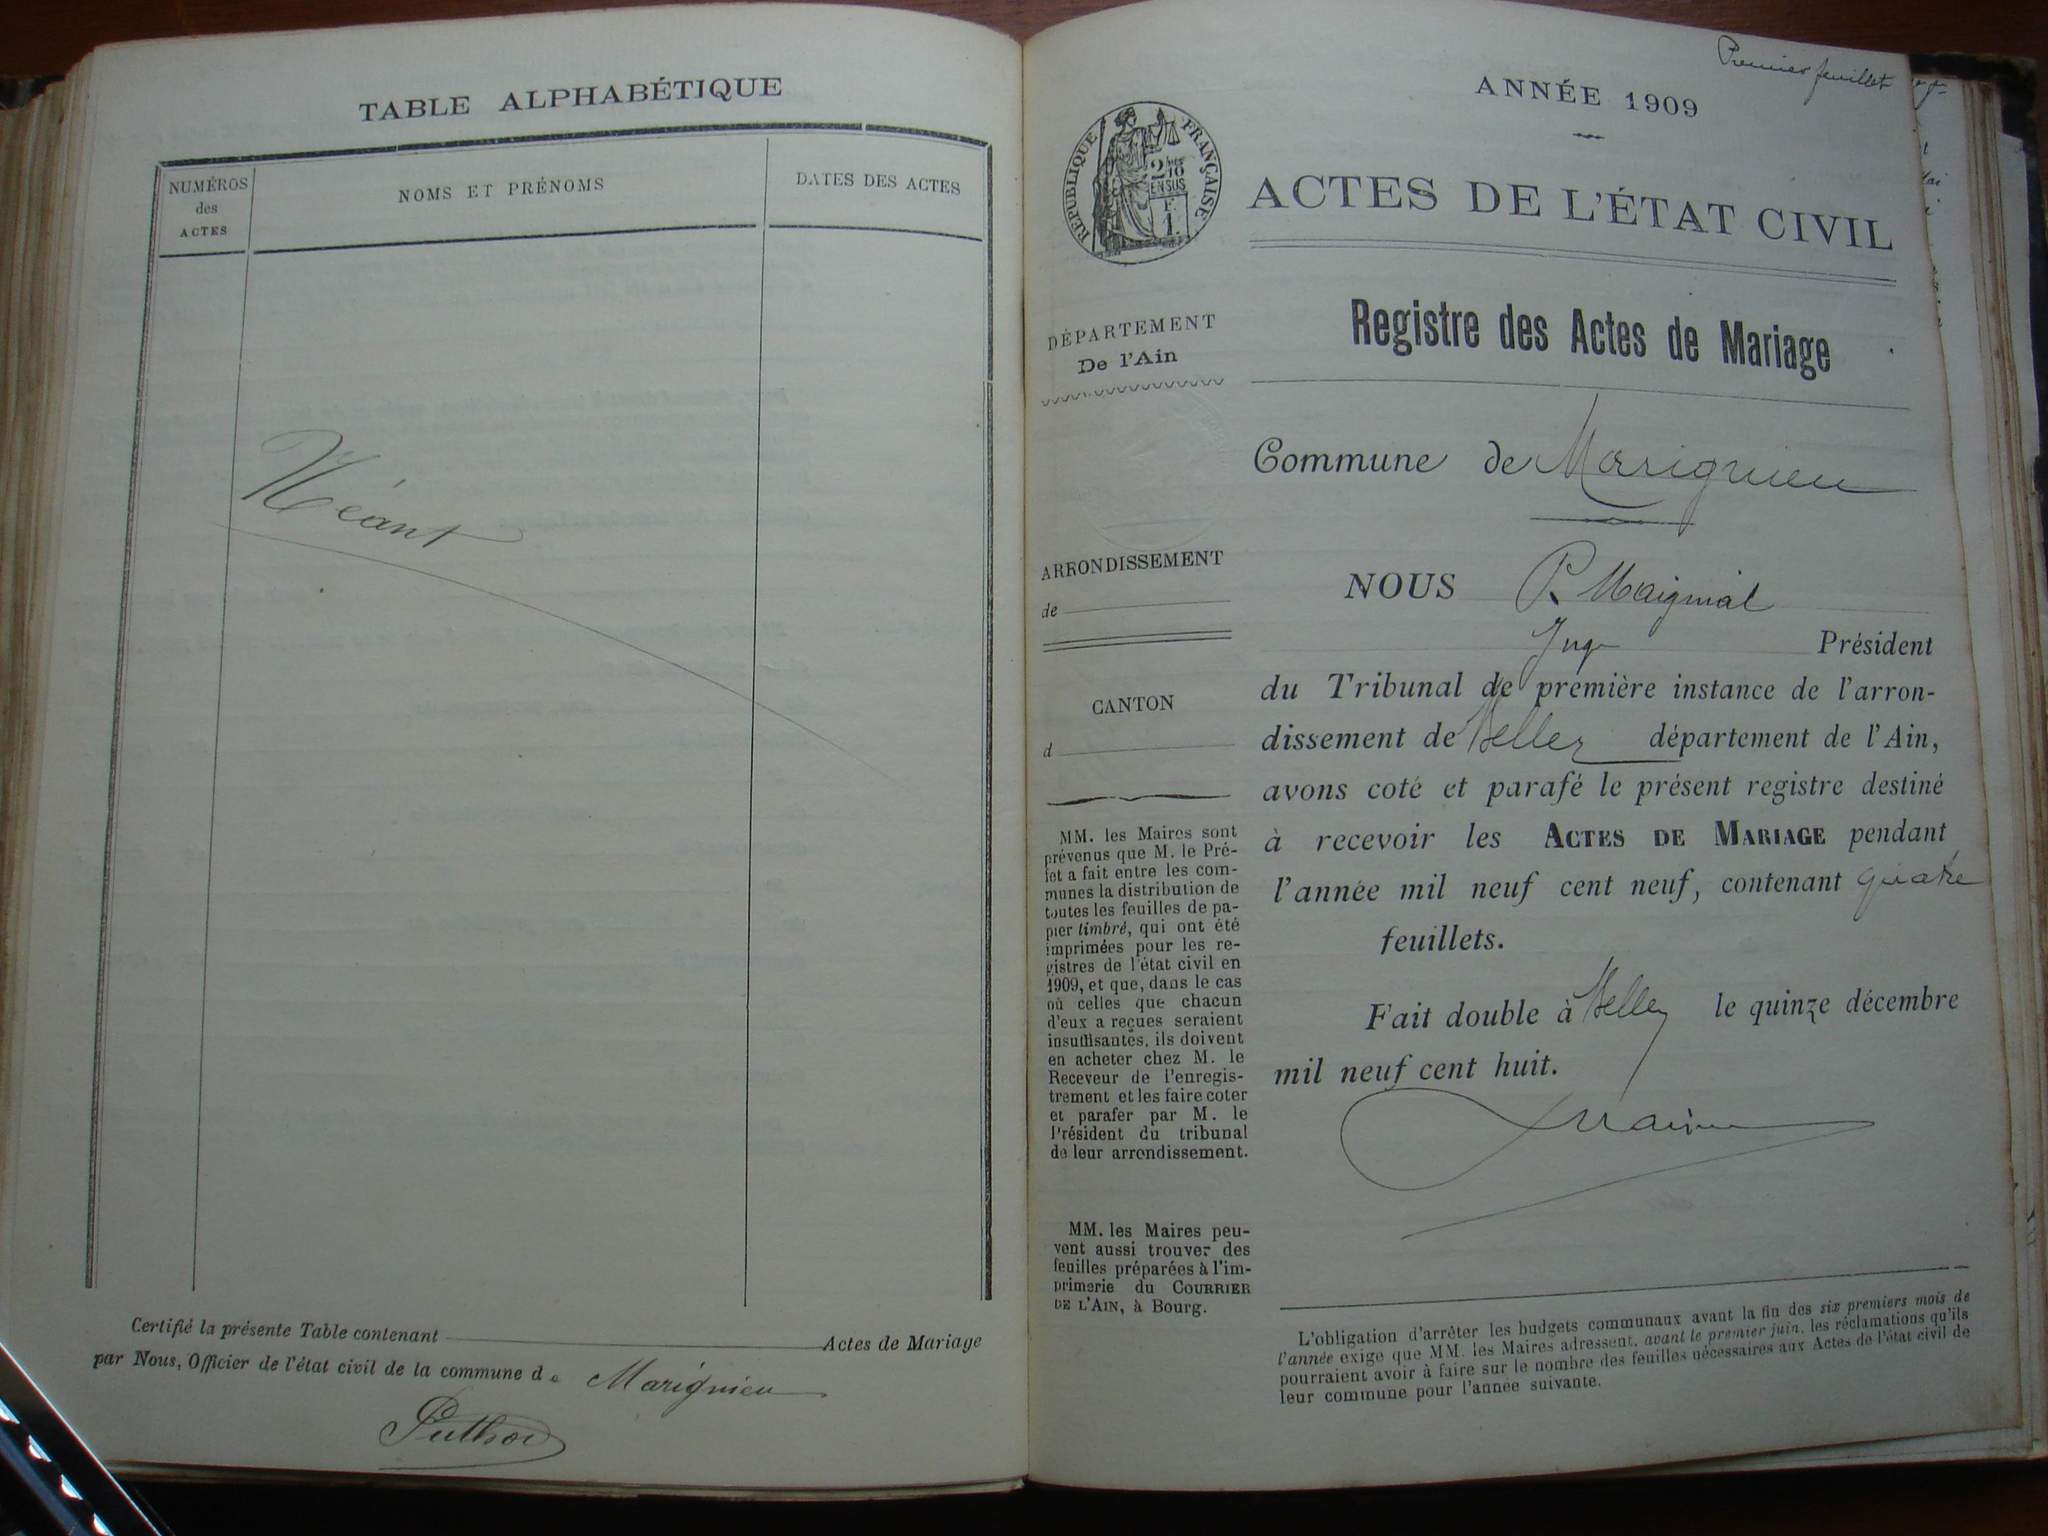 TABLE ALPHABÉTIQUE
NUMÉROS
des
ACTES
NOMS ET PRÉNOMS
DATES DES ACTES
Néant
Certifié la présente Table contenant Actes de Mariage
par Nous, Officier de l'état civil de la commune de Marignieu
Premier feuillet
ANNÉE 1909
RÉPUBLIQUE FRANÇAISE
ACTES DE L'ÉTAT CIVIL
Registre des Actes de Mariage
DÉPARTEMENT
De l'Ain
Commune de Marignieu
ARRONDISSEMENT
de
CANTON
d
MM. les Maires sont
prévenus que M. le Pré-
fet a fait entre les com-
munes la distribution de
toutes les feuilles de pa-
pier timbré, qui ont été
imprimées pour les re-
gistres de l'état civil en
1909, et que, dans le cas
où celles que chacun
d'eux a reçues seraient
insuffisantes, ils doivent
en acheter chez M. le
Receveur de l'enregis-
trement et les faire coter
et parafer par M. le
Président du tribunal
de leur arrondissement.
MM. les Maires peu-
vent aussi trouver des
feuilles préparées à l'im-
primerie du COURRIER
DE L'AIN, à Bourg.
NOUS P. Maignial
Juge Président
du Tribunal de première instance de l'arron-
dissement de Belley département de l'Ain,
avons coté et parafé le présent registre destiné
à recevoir les ACTES DE MARIAGE pendant
l'année mil neuf cent neuf, contenant quatre
feuillets.
Fait double à Belley le quinze décembre
mil neuf cent huit.
L'obligation d'arrêter les budgets communaux avant la fin des six premiers mois de
l'année exige que MM. les Maires adressent, avant le premier juin, les réclamations qu'ils
pourraient avoir à faire sur le nombre des feuilles nécessaires aux Actes de l'état civil de
leur commune pour l'année suivante.